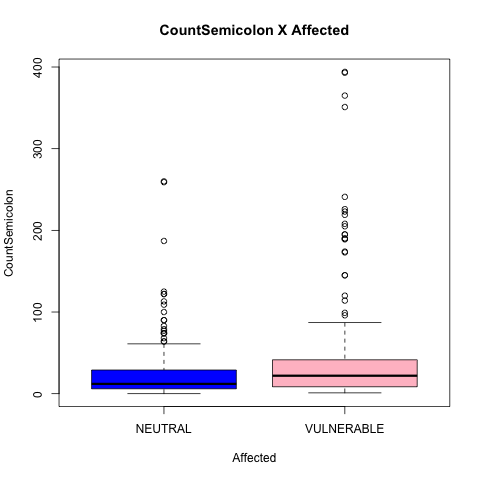 CountSemicolon X Affected
CountSemicolon
400
300
200
100
0
NEUTRAL
VULNERABLE
Affected